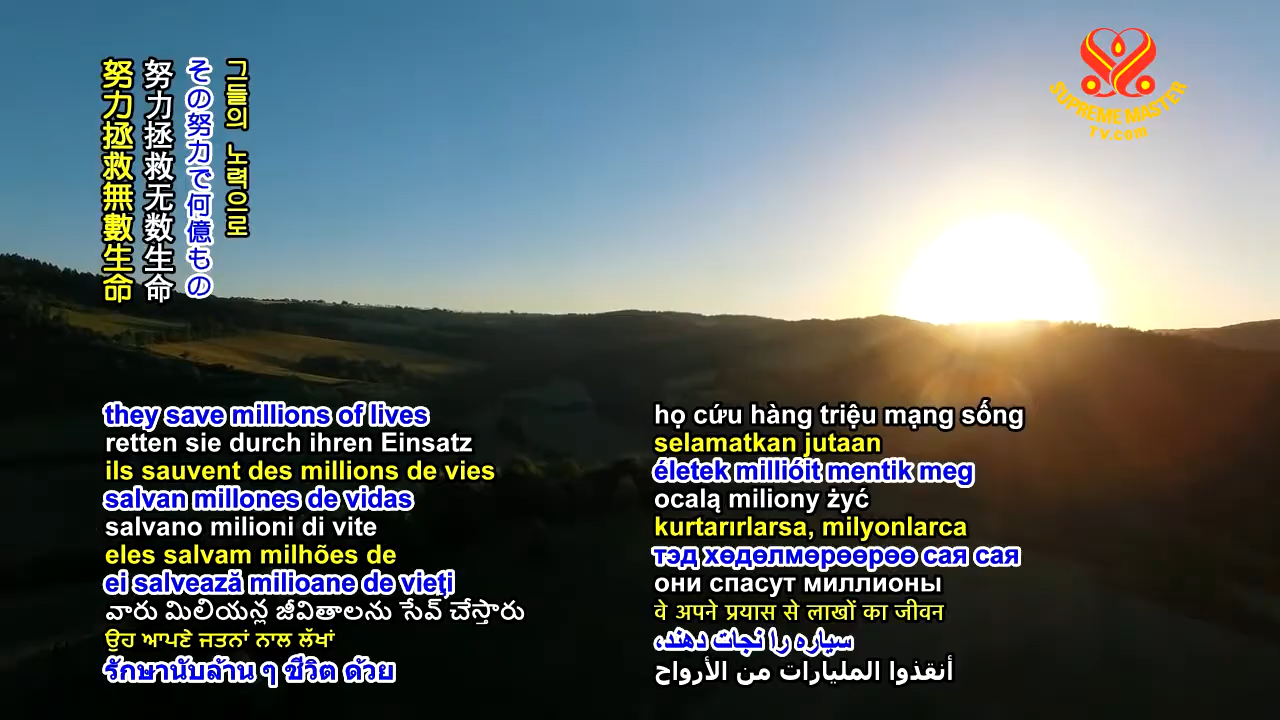 努力拯救無數生命
努力拯救无数生命
その努力で何億もの
그들의 노력으로
SUPREME MASTER
TV.com
they save millions of lives
retten sie durch ihren Einsatz
ils sauvent des millions de vies
salvan millones de vidas
salvano milioni di vite
eles salvam milhões de
ei salvează milioane de vieți
వారు మిలియన్ల జీవితాలను సేవ్ చేస్తారు
ਉਹ ਆਪਣੇ ਜਤਨਾਂ ਨਾਲ ਲੱਖਾਂ
รักษานับล้าน ๆ ชีวิต ด้วย
họ cứu hàng triệu mạng sống
selamatkan jutaan
életek millióit mentik meg
ocalą miliony żyć
kurtarırlarsa, milyonlarca
тэд хөдөлмөрөөрөө сая сая
они спасут миллионы
वे अपने प्रयास से लाखों का जीवन
سیاره را نجات دهند،
أنقذوا المليارات من الأرواح